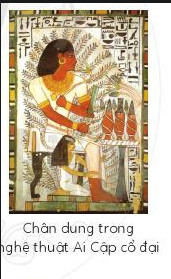 Chân dung trong
nghệ thuật Ai Cập cổ đại